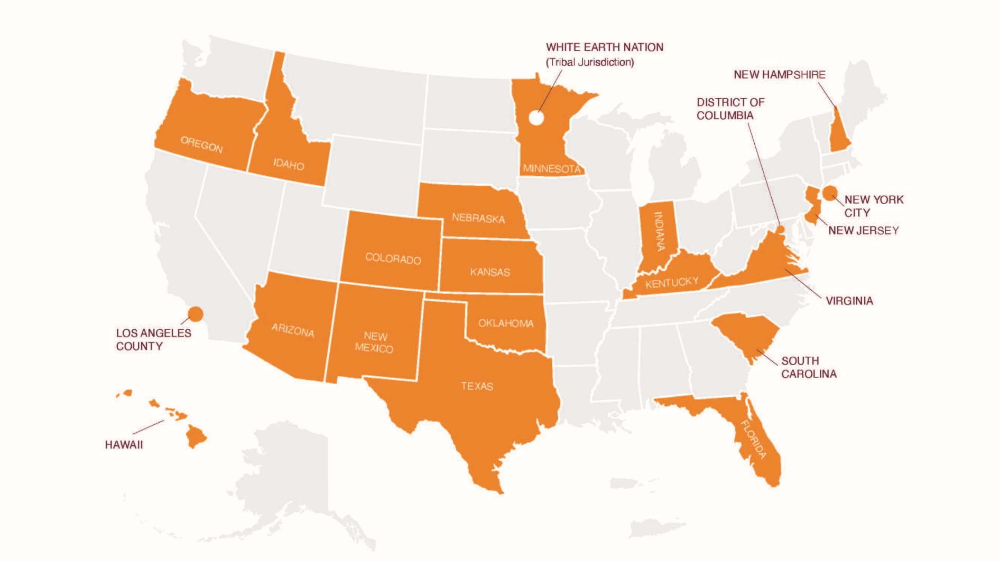 WHITE EARTH NATION
(Tribal Jurisdiction)
NEW HAMPSHIRE
DISTRICT OF
COLUMBIA
OREGON
IDAHO
MINNESOTA
NEW YORK
CITY
NEW JERSEY
NEBRASKA
INDIANA
COLORADO
KANSAS
KENTUCKY
VIRGINIA
LOS ANGELES
COUNTY
ARIZONA
NEW
MEXICO
OKLAHOMA
TEXAS
SOUTH
CAROLINA
FLORIDA
HAWAII